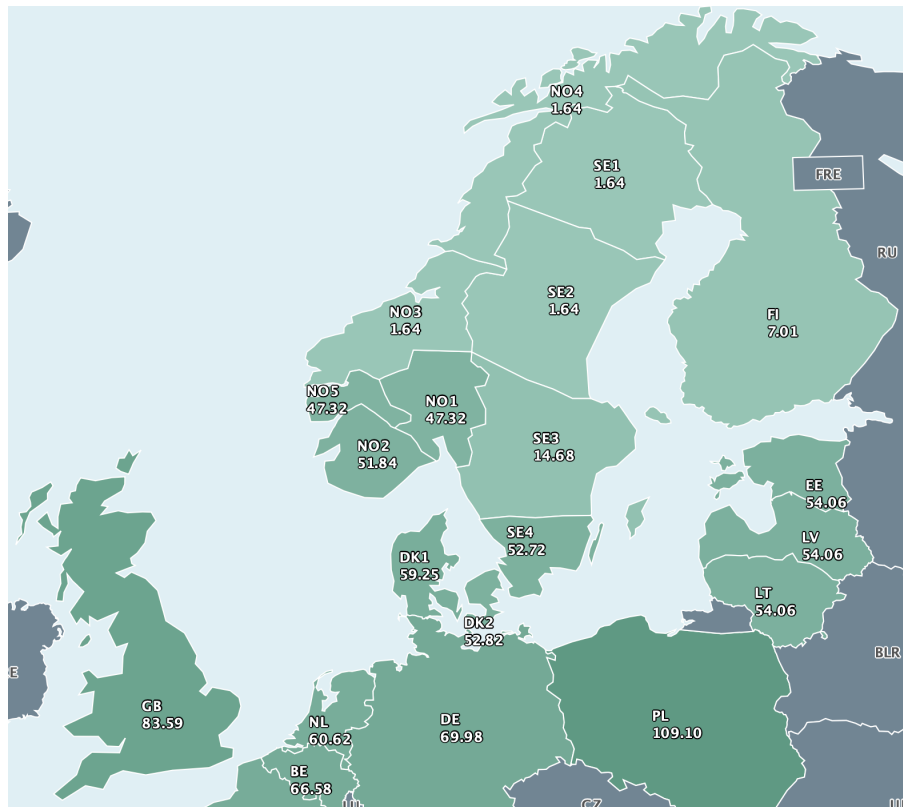 NO4
1.64
SE1
1.64
FRE
RU
SE2
1.64
NO3
1.64
FI
7.01
NO5
47.32
NO1
47.32
NO2
51.84
SE3
14.68
EE
54.06
SE4
52.72
LV
54.06
DK1
59.25
LT
54.06
DK2
52.82
BLR
GB
83.59
NL
60.62
DE
69.98
PL
109.10
BE
66.58
CZ